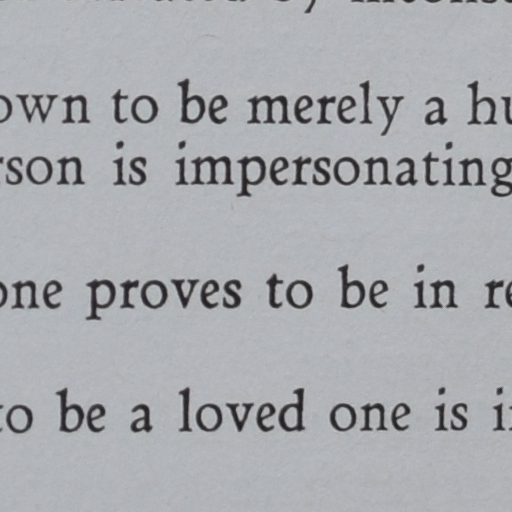 own to be merely a hu
rson is impersonating
one proves to be in re
to be a loved one is i